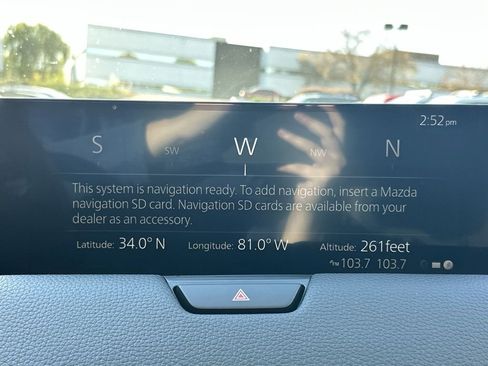 2:52 pm
S SW W NW N
This system is navigation ready. To add navigation, insert a Mazda
navigation SD card. Navigation SD cards are available from your
dealer as an accessory.
Latitude: 34.0° N Longitude: 81.0° W Altitude: 261feet
FM 103.7 103.7